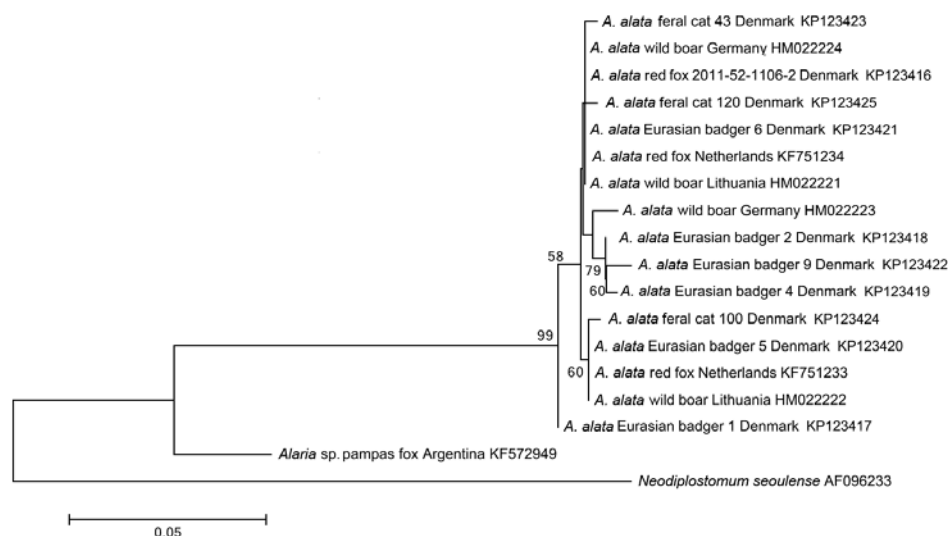 A. alata feral cat 43 Denmark KP123423
A. alata wild boar Germany HM022224
A. alata red fox 2011-52-1106-2 Denmark KP123416
A. alata feral cat 120 Denmark KP123425
A. alata Eurasian badger 6 Denmark KP123421
A. alata red fox Netherlands KF751234
A. alata wild boar Lithuania HM022221
A. alata wild boar Germany HM022223
A. alata Eurasian badger 2 Denmark KP123418
58
79
A. alata Eurasian badger 9 Denmark KP123422
60
A. alata Eurasian badger 4 Denmark KP123419
A. alata feral cat 100 Denmark KP123424
99
A. alata Eurasian badger 5 Denmark KP123420
60
A. alata red fox Netherlands KF751233
A. alata wild boar Lithuania HM022222
A. alata Eurasian badger 1 Denmark KP123417
Alaria sp. pampas fox Argentina KF572949
Neodiplostomum seoulense AF096233
0.05